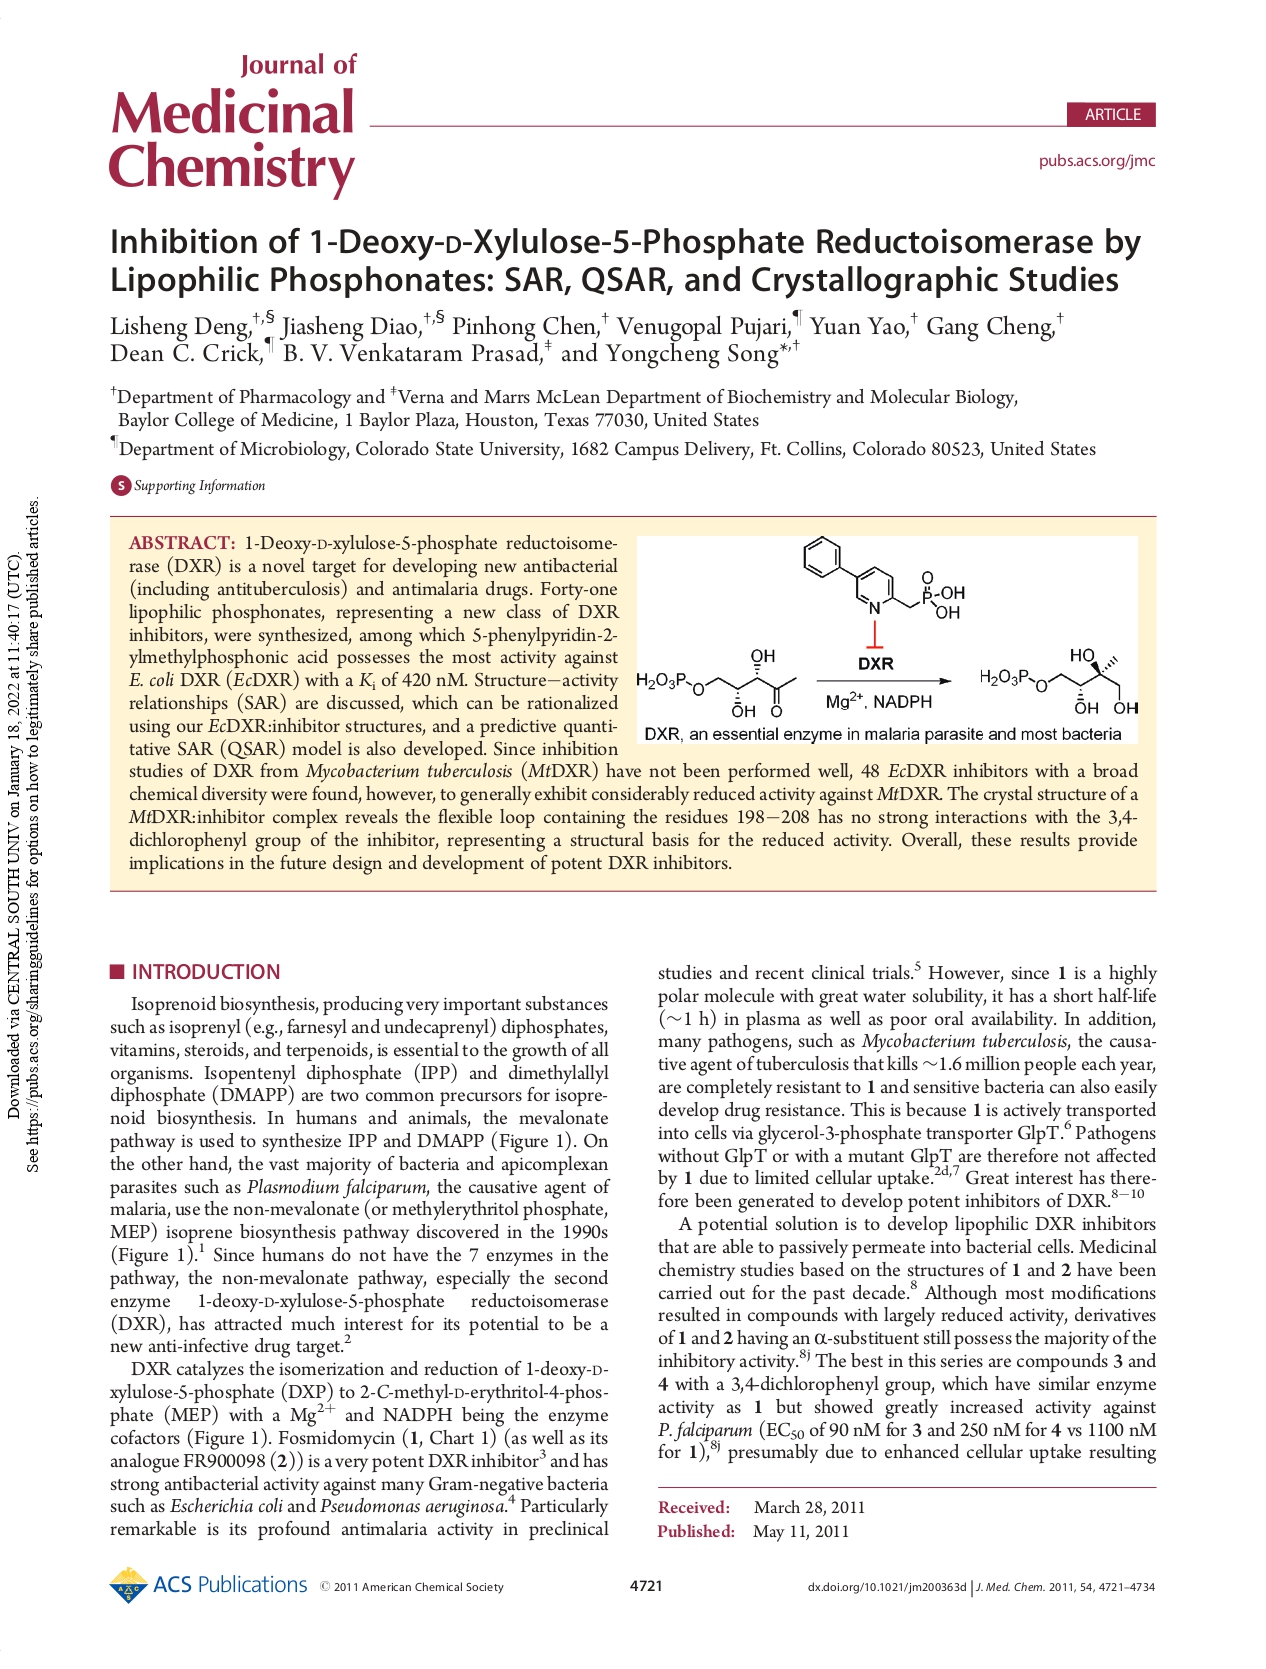 Journal of
Medicinal
Chemistry
ARTICLE
pubs.acs.org/jmc
Inhibition of 1-Deoxy-D-Xylulose-5-Phosphate Reductoisomerase by
Lipophilic Phosphonates: SAR, QSAR, and Crystallographic Studies
Lisheng Deng,†,§ Jiasheng Diao,†,§ Pinhong Chen,† Venugopal Pujari,¶ Yuan Yao,† Gang Cheng,†
Dean C. Crick,¶ B. V. Venkataram Prasad,‡ and Yongcheng Song*,†
†Department of Pharmacology and ‡Verna and Marrs McLean Department of Biochemistry and Molecular Biology,
Baylor College of Medicine, 1 Baylor Plaza, Houston, Texas 77030, United States
¶Department of Microbiology, Colorado State University, 1682 Campus Delivery, Ft. Collins, Colorado 80523, United States
S Supporting Information
ABSTRACT: 1-Deoxy-D-xylulose-5-phosphate reductoisome-
rase (DXR) is a novel target for developing new antibacterial
(including antituberculosis) and antimalaria drugs. Forty-one
lipophilic phosphonates, representing a new class of DXR
inhibitors, were synthesized, among which 5-phenylpyridin-2-
ylmethylphosphonic acid possesses the most activity against
E. coli DXR (EcDXR) with a Ki of 420 nM. Structure−activity
relationships (SAR) are discussed, which can be rationalized
using our EcDXR:inhibitor structures, and a predictive quanti-
tative SAR (QSAR) model is also developed. Since inhibition
studies of DXR from Mycobacterium tuberculosis (MtDXR) have not been performed well, 48 EcDXR inhibitors with a broad
chemical diversity were found, however, to generally exhibit considerably reduced activity against MtDXR. The crystal structure of a
MtDXR:inhibitor complex reveals the flexible loop containing the residues 198−208 has no strong interactions with the 3,4-
dichlorophenyl group of the inhibitor, representing a structural basis for the reduced activity. Overall, these results provide
implications in the future design and development of potent DXR inhibitors.
O
P-OH
OH
N
OH
DXR
HO
H2O3P
O
OH O
Mg2+, NADPH
H2O3P
O
OH OH
DXR, an essential enzyme in malaria parasite and most bacteria
INTRODUCTION
Isoprenoid biosynthesis, producing very important substances
such as isoprenyl (e.g., farnesyl and undecaprenyl) diphosphates,
vitamins, steroids, and terpenoids, is essential to the growth of all
organisms. Isopentenyl diphosphate (IPP) and dimethylallyl
diphosphate (DMAPP) are two common precursors for isopre-
noid biosynthesis. In humans and animals, the mevalonate
pathway is used to synthesize IPP and DMAPP (Figure 1). On
the other hand, the vast majority of bacteria and apicomplexan
parasites such as Plasmodium falciparum, the causative agent of
malaria, use the non-mevalonate (or methylerythritol phosphate,
MEP) isoprene biosynthesis pathway discovered in the 1990s
(Figure 1).1 Since humans do not have the 7 enzymes in the
pathway, the non-mevalonate pathway, especially the second
enzyme 1-deoxy-D-xylulose-5-phosphate reductoisomerase
(DXR), has attracted much interest for its potential to be a
new anti-infective drug target.2
DXR catalyzes the isomerization and reduction of 1-deoxy-D-
xylulose-5-phosphate (DXP) to 2-C-methyl-D-erythritol-4-phos-
phate (MEP) with a Mg2+ and NADPH being the enzyme
cofactors (Figure 1). Fosmidomycin (1, Chart 1) (as well as its
analogue FR900098 (2)) is a very potent DXR inhibitor3 and has
strong antibacterial activity against many Gram-negative bacteria
such as Escherichia coli and Pseudomonas aeruginosa.4 Particularly
remarkable is its profound antimalaria activity in preclinical
studies and recent clinical trials.5 However, since 1 is a highly
polar molecule with great water solubility, it has a short half-life
(∼1 h) in plasma as well as poor oral availability. In addition,
many pathogens, such as Mycobacterium tuberculosis, the causa-
tive agent of tuberculosis that kills ∼1.6 million people each year,
are completely resistant to 1 and sensitive bacteria can also easily
develop drug resistance. This is because 1 is actively transported
into cells via glycerol-3-phosphate transporter GlpT.6 Pathogens
without GlpT or with a mutant GlpT are therefore not affected
by 1 due to limited cellular uptake.2d,7 Great interest has there-
fore been generated to develop potent inhibitors of DXR.8−10
A potential solution is to develop lipophilic DXR inhibitors
that are able to passively permeate into bacterial cells. Medicinal
chemistry studies based on the structures of 1 and 2 have been
carried out for the past decade.8 Although most modifications
resulted in compounds with largely reduced activity, derivatives
of 1 and 2 having an α-substituent still possess the majority of the
inhibitory activity.8j The best in this series are compounds 3 and
4 with a 3,4-dichlorophenyl group, which have similar enzyme
activity as 1 but showed greatly increased activity against
P. falciparum (EC50 of 90 nM for 3 and 250 nM for 4 vs 1100 nM
for 1),8j presumably due to enhanced cellular uptake resulting
Received: March 28, 2011
Published: May 11, 2011
ACS Publications © 2011 American Chemical Society
4721
dx.doi.org/10.1021/jm200363d | J. Med. Chem. 2011, 54, 4721–4734
Downloaded via CENTRAL SOUTH UNIV on January 18, 2022 at 11:40:17 (UTC).
See https://pubs.acs.org/sharingguidelines for options on how to legitimately share published articles.